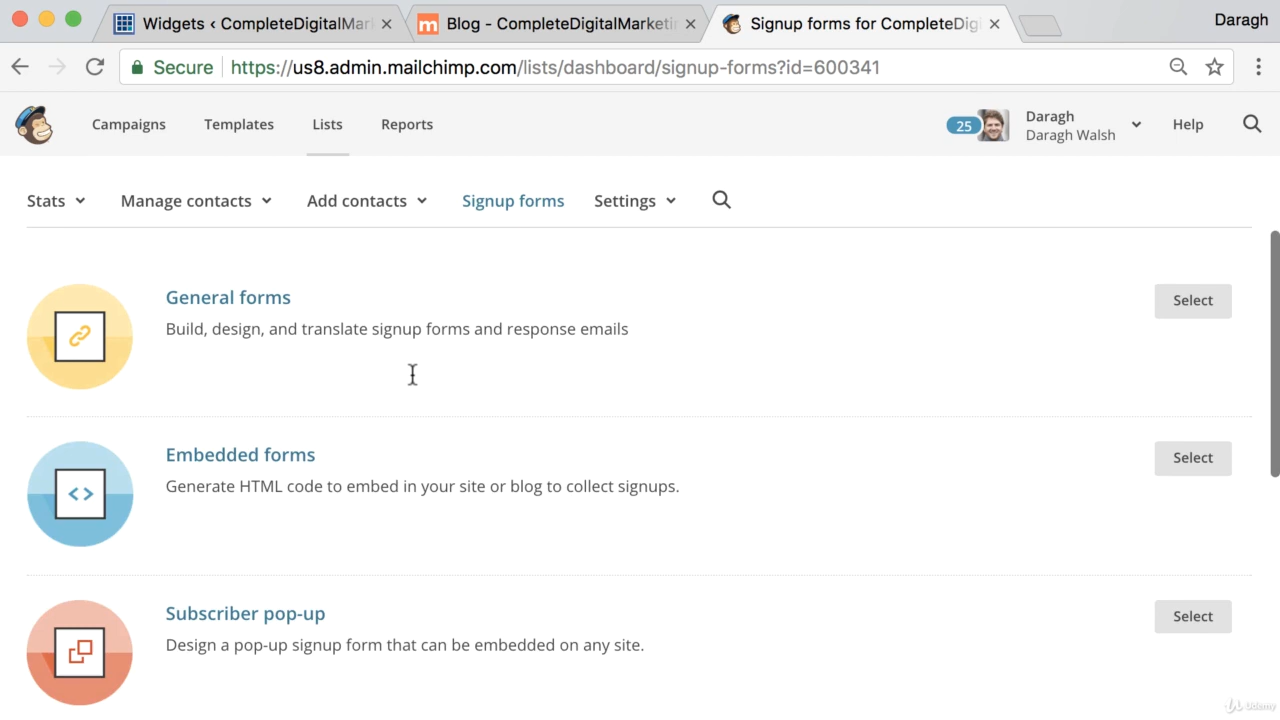 Widgets ‹ CompleteDigitalMark
Blog - CompleteDigitalMarketi
Signup forms for CompleteDig
Daragh
Secure
https://us8.admin.mailchimp.com/lists/dashboard/signup-forms?id=600341
Campaigns
Templates
Lists
Reports
25
Daragh
Daragh Walsh
Help
Stats
Manage contacts
Add contacts
Signup forms
Settings
General forms
Select
Build, design, and translate signup forms and response emails
Embedded forms
Select
Generate HTML code to embed in your site or blog to collect signups.
Subscriber pop-up
Select
Design a pop-up signup form that can be embedded on any site.
Udemy